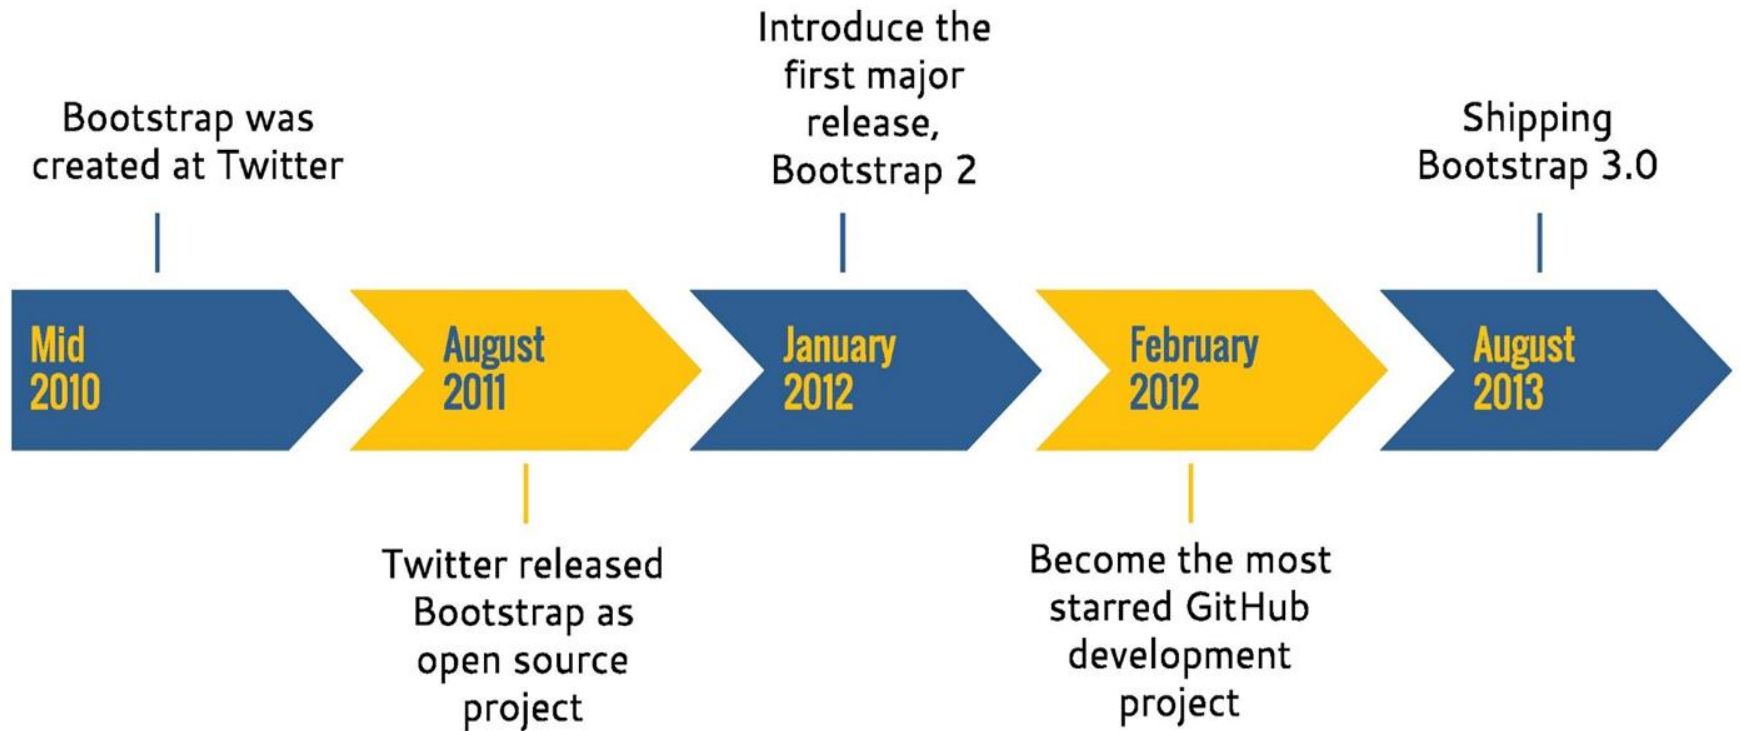 Bootstrap was
created at Twitter
Mid
2010
August
2011
Twitter released
Bootstrap as
open source
project
Introduce the
first major
release,
Bootstrap 2
January
2012
February
2012
Become the most
starred GitHub
development
project
Shipping
Bootstrap 3.0
August
2013